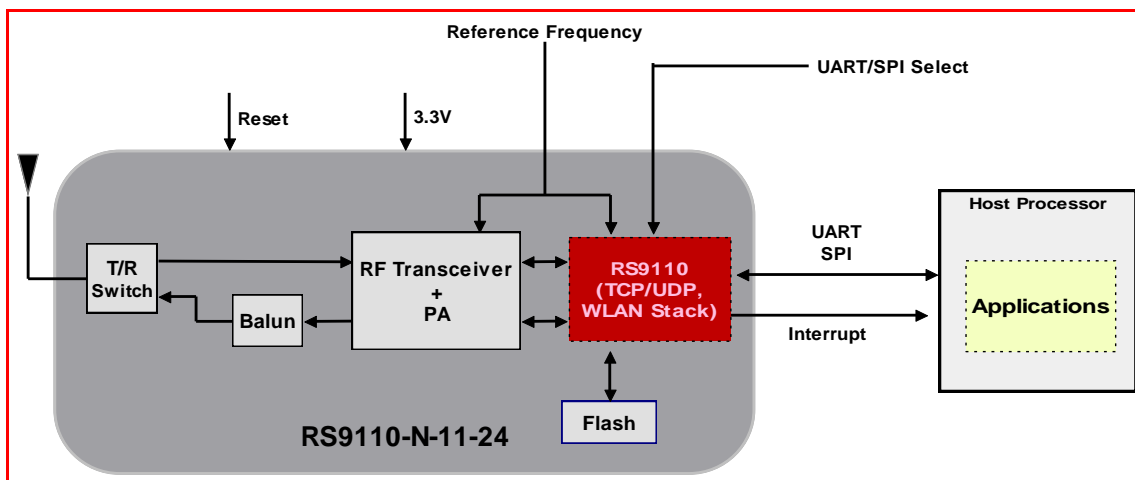 Reference Frequency
UART/SPI Select
Reset
3.3V
Host Processor
T/R
Switch
RF Transceiver
+
PA
RS9110
(TCP/UDP,
WLAN Stack)
UART
SPI
Applications
Balun
Interrupt
Flash
RS9110-N-11-24